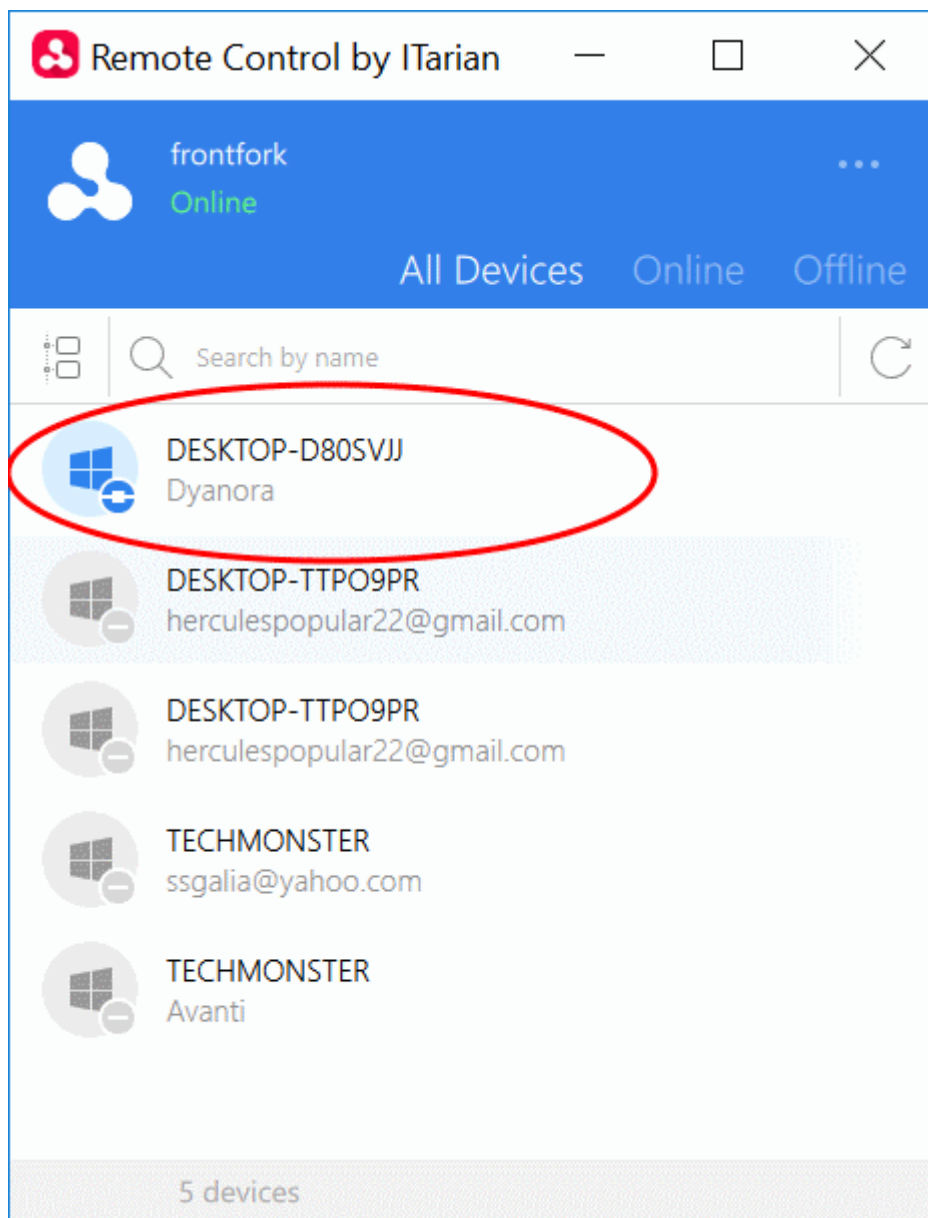 Remote Control by ITarian
frontfork
Online
All Devices Online Offline
Search by name
DESKTOP-D80SVJJ
Dyanora
DESKTOP-TTPO9PR
herculespopular22@gmail.com
DESKTOP-TTPO9PR
herculespopular22@gmail.com
TECHMONSTER
ssgalia@yahoo.com
TECHMONSTER
Avanti
5 devices